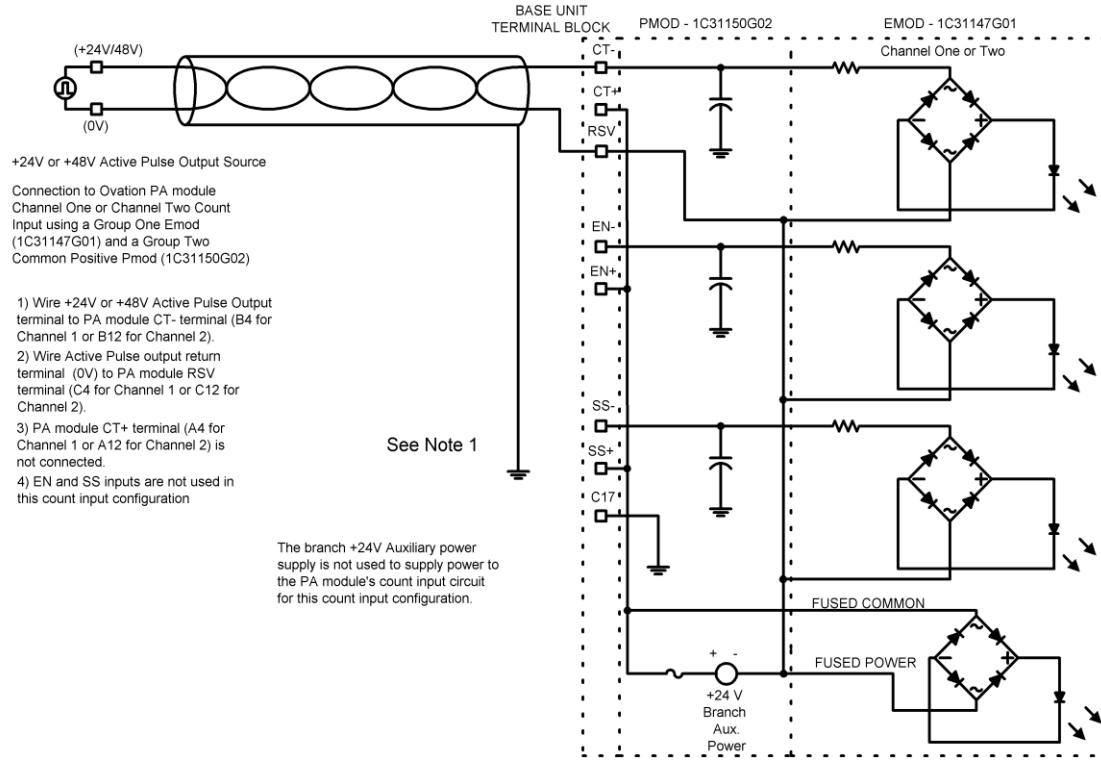 BASE UNIT
TERMINAL BLOCK
PMOD - 1C31150G02
EMOD - 1C31147G01
Channel One or Two
(+24V/48V)
(0V)
CT-
CT+
RSV
+24V or +48V Active Pulse Output Source
Connection to Ovation PA module
Channel One or Channel Two Count
Input using a Group One Emod
(1C31147G01) and a Group Two
Common Positive Pmod (1C31150G02)
EN-
EN+
1) Wire +24V or +48V Active Pulse Output
terminal to PA module CT- terminal (B4 for
Channel 1 or B12 for Channel 2).
2) Wire Active Pulse output return
terminal (0V) to PA module RSV
terminal (C4 for Channel 1 or C12 for
Channel 2).
3) PA module CT+ terminal (A4 for
Channel 1 or A12 for Channel 2) is
not connected.
4) EN and SS inputs are not used in
this count input configuration
See Note 1
SS-
SS+
C17
The branch +24V Auxiliary power
supply is not used to supply power to
the PA module's count input circuit
for this count input configuration.
FUSED COMMON
FUSED POWER
+ -
+24 V
Branch
Aux.
Power